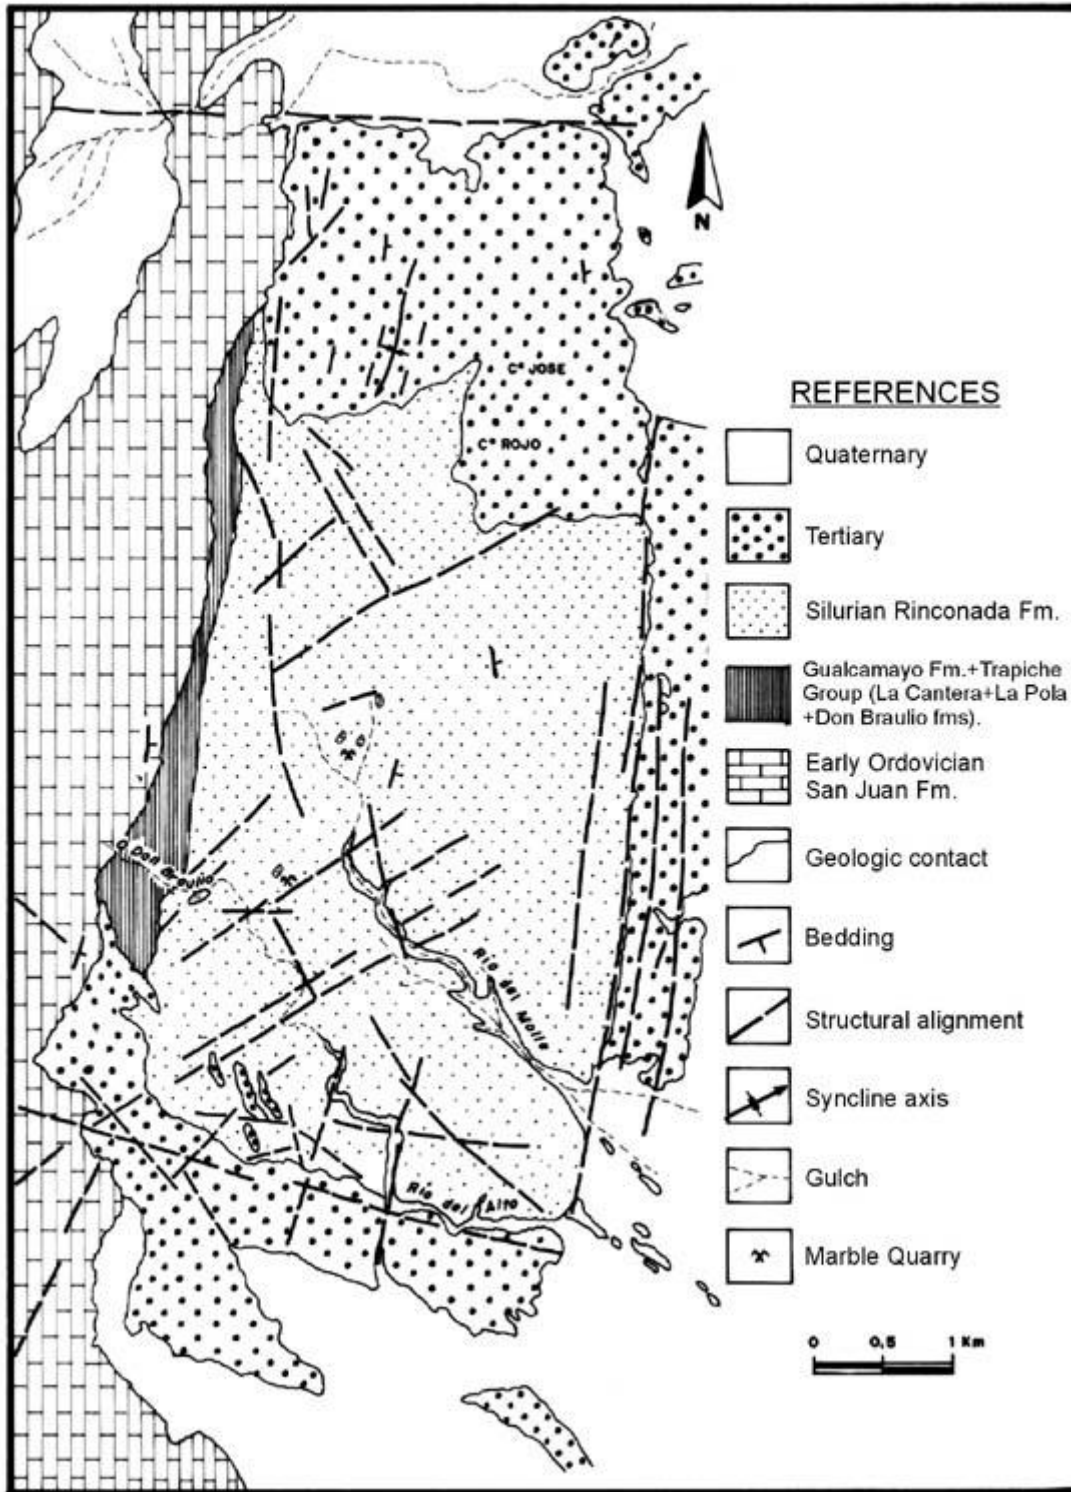 N
Cº JOSE
Cº ROJO
Q. Don Braulio
Río del Molle
Río del Alto
REFERENCES
Quaternary
Tertiary
Silurian Rinconada Fm.
Gualcamayo Fm.+Trapiche
Group (La Cantera+La Pola
+Don Braulio fms).
Early Ordovician
San Juan Fm.
Geologic contact
Bedding
Structural alignment
Syncline axis
Gulch
Marble Quarry
0 0,5 1 Km